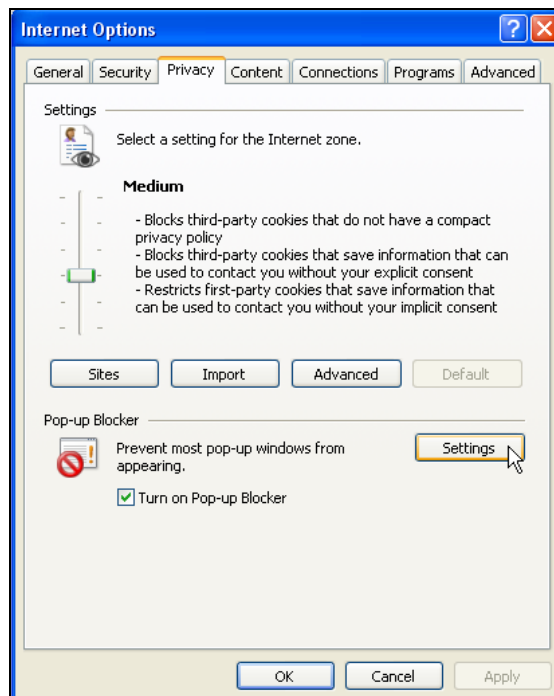 Internet Options
General Security Privacy Content Connections Programs Advanced
Settings
Select a setting for the Internet zone.
Medium
- Blocks third-party cookies that do not have a compact
privacy policy
- Blocks third-party cookies that save information that can
be used to contact you without your explicit consent
- Restricts first-party cookies that save information that
can be used to contact you without your implicit consent
Sites Import Advanced Default
Pop-up Blocker
Prevent most pop-up windows from
appearing.
Settings
Turn on Pop-up Blocker
OK Cancel Apply